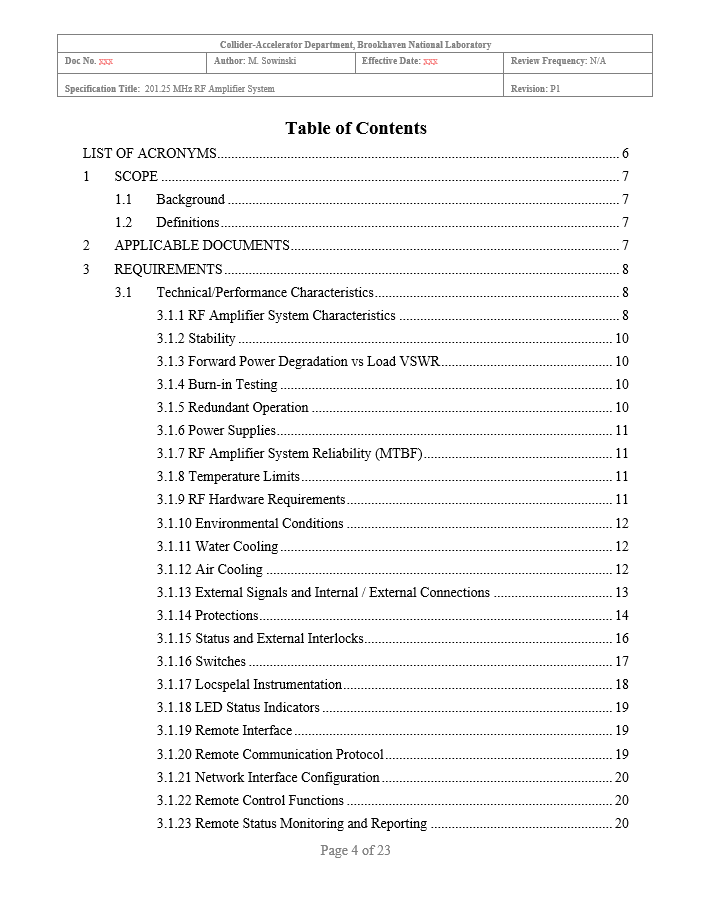 Collider-Accelerator Department, Brookhaven National Laboratory
Doc No. xxx Author: M. Sowinski Effective Date: xxx Review Frequency: N/A
Specification Title: 201.25 MHz RF Amplifier System Revision: P1
Table of Contents
LIST OF ACRONYMS 6
1 SCOPE 7
1.1 Background 7
1.2 Definitions 7
2 APPLICABLE DOCUMENTS 7
3 REQUIREMENTS 8
3.1 Technical/Performance Characteristics 8
3.1.1 RF Amplifier System Characteristics 8
3.1.2 Stability 10
3.1.3 Forward Power Degradation vs Load VSWR 10
3.1.4 Burn-in Testing 10
3.1.5 Redundant Operation 10
3.1.6 Power Supplies 11
3.1.7 RF Amplifier System Reliability (MTBF) 11
3.1.8 Temperature Limits 11
3.1.9 RF Hardware Requirements 11
3.1.10 Environmental Conditions 12
3.1.11 Water Cooling 12
3.1.12 Air Cooling 12
3.1.13 External Signals and Internal / External Connections 13
3.1.14 Protections 14
3.1.15 Status and External Interlocks 16
3.1.16 Switches 17
3.1.17 Locspelal Instrumentation 18
3.1.18 LED Status Indicators 19
3.1.19 Remote Interface 19
3.1.20 Remote Communication Protocol 19
3.1.21 Network Interface Configuration 20
3.1.22 Remote Control Functions 20
3.1.23 Remote Status Monitoring and Reporting 20
Page 4 of 23